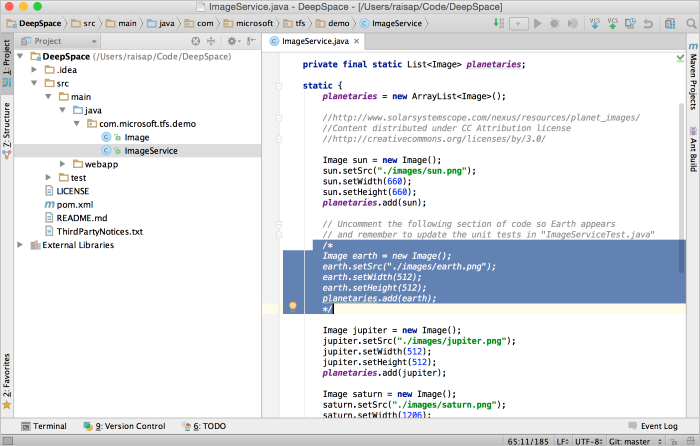 ImageService.java - DeepSpace - [/Users/raisap/Code/DeepSpace]
DeepSpace src main java com microsoft tfs demo ImageService
Project
ImageService.java
1: Project
Z: Structure
2: Favorites
DeepSpace (/Users/raisap/Code/DeepSpace)
.idea
src
main
java
com.microsoft.tfs.demo
Image
ImageService
webapp
test
LICENSE
pom.xml
README.md
ThirdPartyNotices.txt
External Libraries
private final static List<Image> planetaries;
static {
planetaries = new ArrayList<Image>();
//http://www.solarsystemscope.com/nexus/resources/planet_images/
//Content distributed under CC Attribution license
//http://creativecommons.org/licenses/by/3.0/
Image sun = new Image();
sun.setSrc("./images/sun.png");
sun.setWidth(660);
sun.setHeight(660);
planetaries.add(sun);
// Uncomment the following section of code so Earth appears
// and remember to update the unit tests in "ImageServiceTest.java"
/*
Image earth = new Image();
earth.setSrc("./images/earth.png");
earth.setWidth(512);
earth.setHeight(512);
planetaries.add(earth);
*/
Image jupiter = new Image();
jupiter.setSrc("./images/jupiter.png");
jupiter.setWidth(512);
jupiter.setHeight(512);
planetaries.add(jupiter);
Image saturn = new Image();
saturn.setSrc("./images/saturn.png");
saturn.setWidth(1206);
VCS VCS
Maven Projects
Ant Build
Terminal 9: Version Control 6: TODO Event Log
65:11/185 LF UTF-8 Git: master